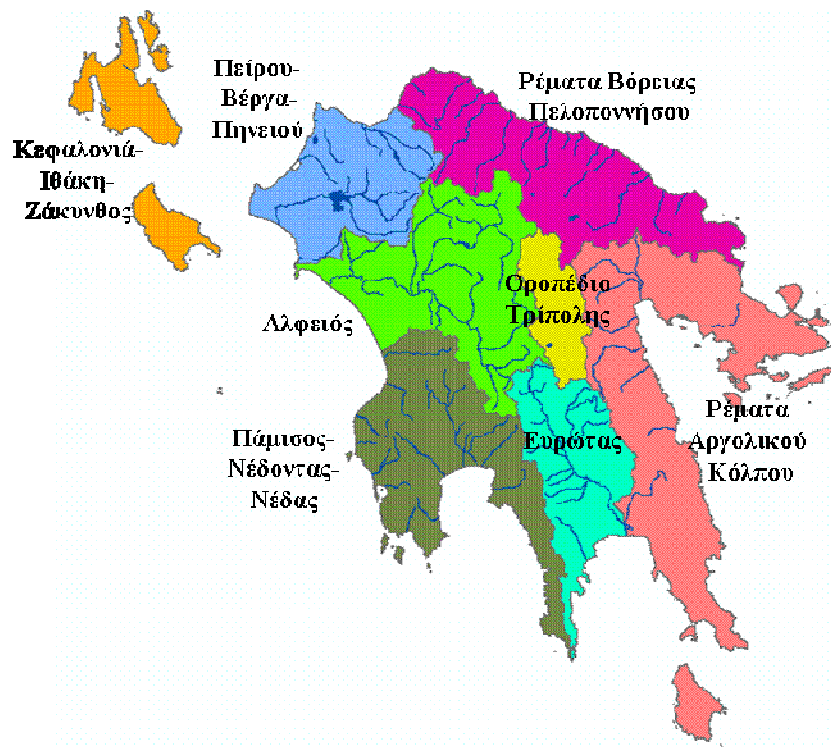 Πείρου-
Βέργα-
Πηνειού
Ρέματα Βόρειας
Πελοποννήσου
Κεφαλονιά-
Ιθάκη-
Ζάκυνθος
Οροπέδιο
Τρίπολης
Αλφειός
Πάμισος-
Νέδοντας-
Νέδας
Ευρώτας
Ρέματα
Αργολικού
Κόλπου